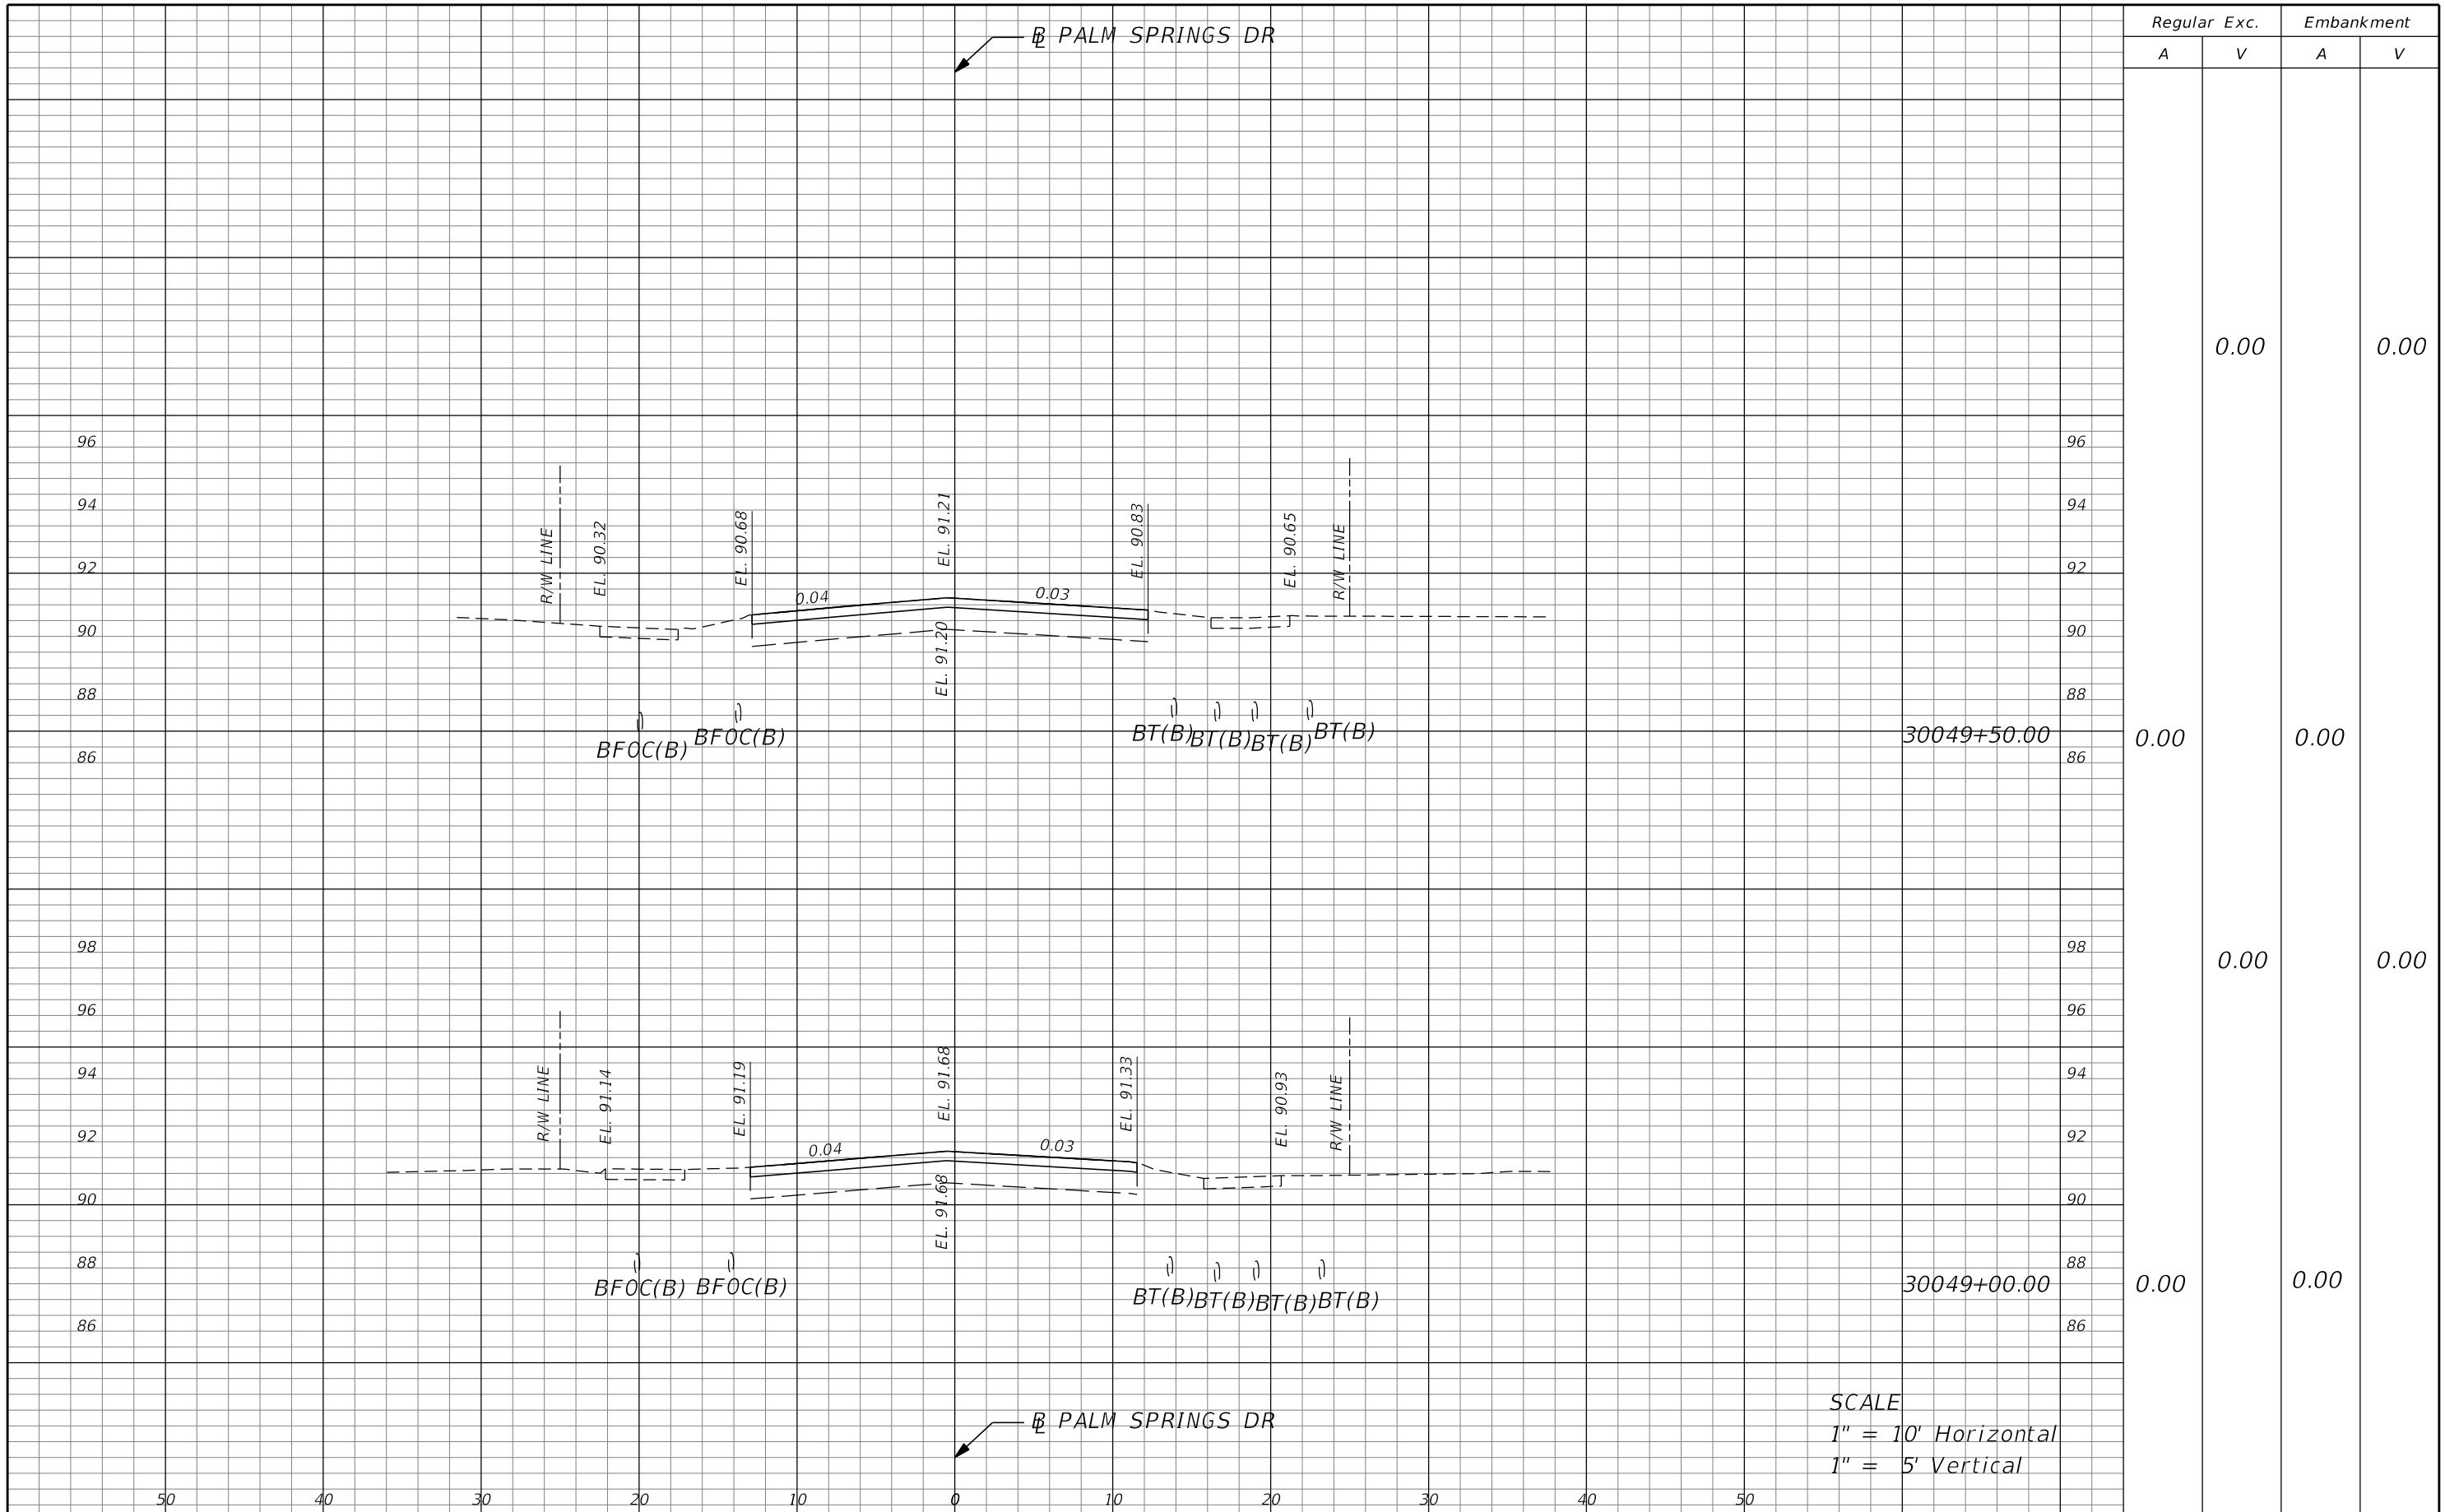 ℄ PALM SPRINGS DR
Regular Exc. Embankment
A V A V
0.00 0.00
96 96
94 94
R/W LINE
EL. 90.32
EL. 90.68
EL. 91.21
EL. 90.83
EL. 90.65
R/W LINE
92 92
0.04 0.03
90 90
EL. 91.20
88 88
BFOC(B) BFOC(B) BT(B) BT(B) BT(B) BT(B)
30049+50.00 0.00 0.00
86 86
98 98
0.00 0.00
96 96
94 94
R/W LINE
EL. 91.14
EL. 91.19
EL. 91.68
EL. 91.33
EL. 90.93
R/W LINE
92 92
0.04 0.03
90 90
EL. 91.68
88 88
BFOC(B) BFOC(B) BT(B) BT(B) BT(B) BT(B)
30049+00.00 0.00 0.00
86 86
℄ PALM SPRINGS DR
SCALE
1" = 10' Horizontal
1" = 5' Vertical
50 40 30 20 10 0 10 20 30 40 50